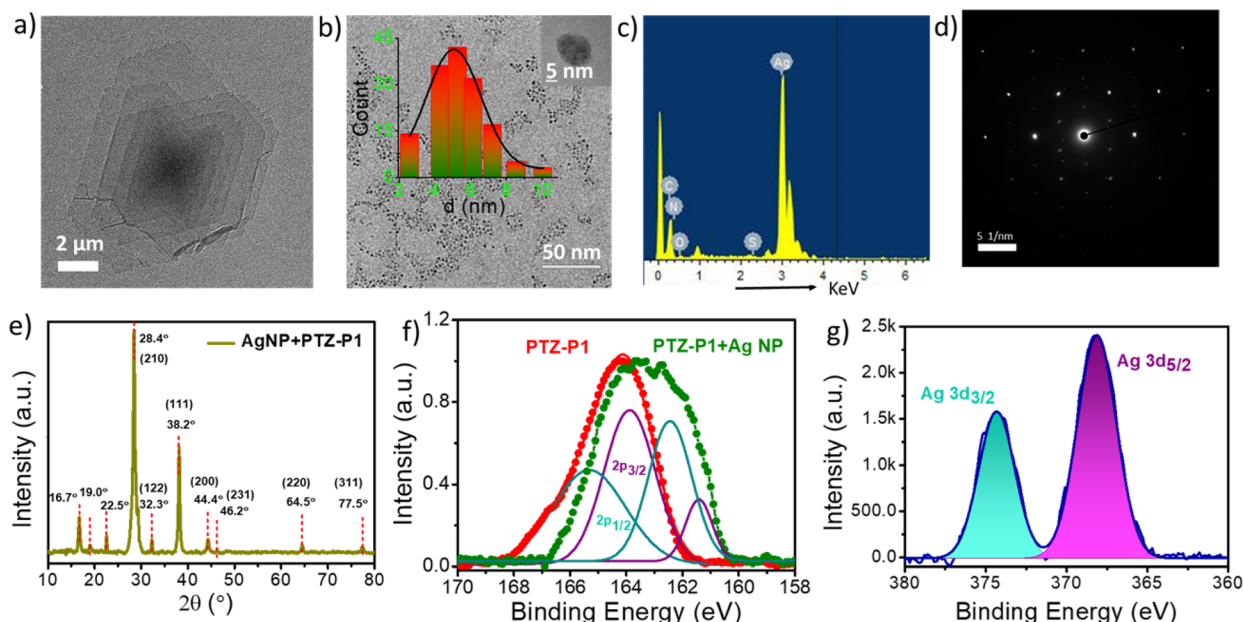 a)
2 µm
b)
45
30
15
0
Count
2
4
6
8
10
d (nm)
5 nm
50 nm
c)
Ag
C
N
O
S
0
1
2
3
4
5
6
KeV
d)
5 1/nm
e)
AgNP+PTZ-P1
28.4°
(210)
(111)
38.2°
16.7°
19.0°
22.5°
(122)
32.3°
(200)
44.4°
(231)
46.2°
(220)
64.5°
(311)
77.5°
Intensity (a.u.)
10 20 30 40 50 60 70 80
2θ (°)
f)
1.2
0.8
0.4
0.0
PTZ-P1
PTZ-P1+Ag NP
2p3/2
2p1/2
Intensity (a.u.)
170 168 166 164 162 160 158
Binding Energy (eV)
g)
2.5k
2.0k
1.5k
1.0k
500.0
0.0
Ag 3d5/2
Ag 3d3/2
Intensity (a.u.)
380 375 370 365 360
Binding Energy (eV)